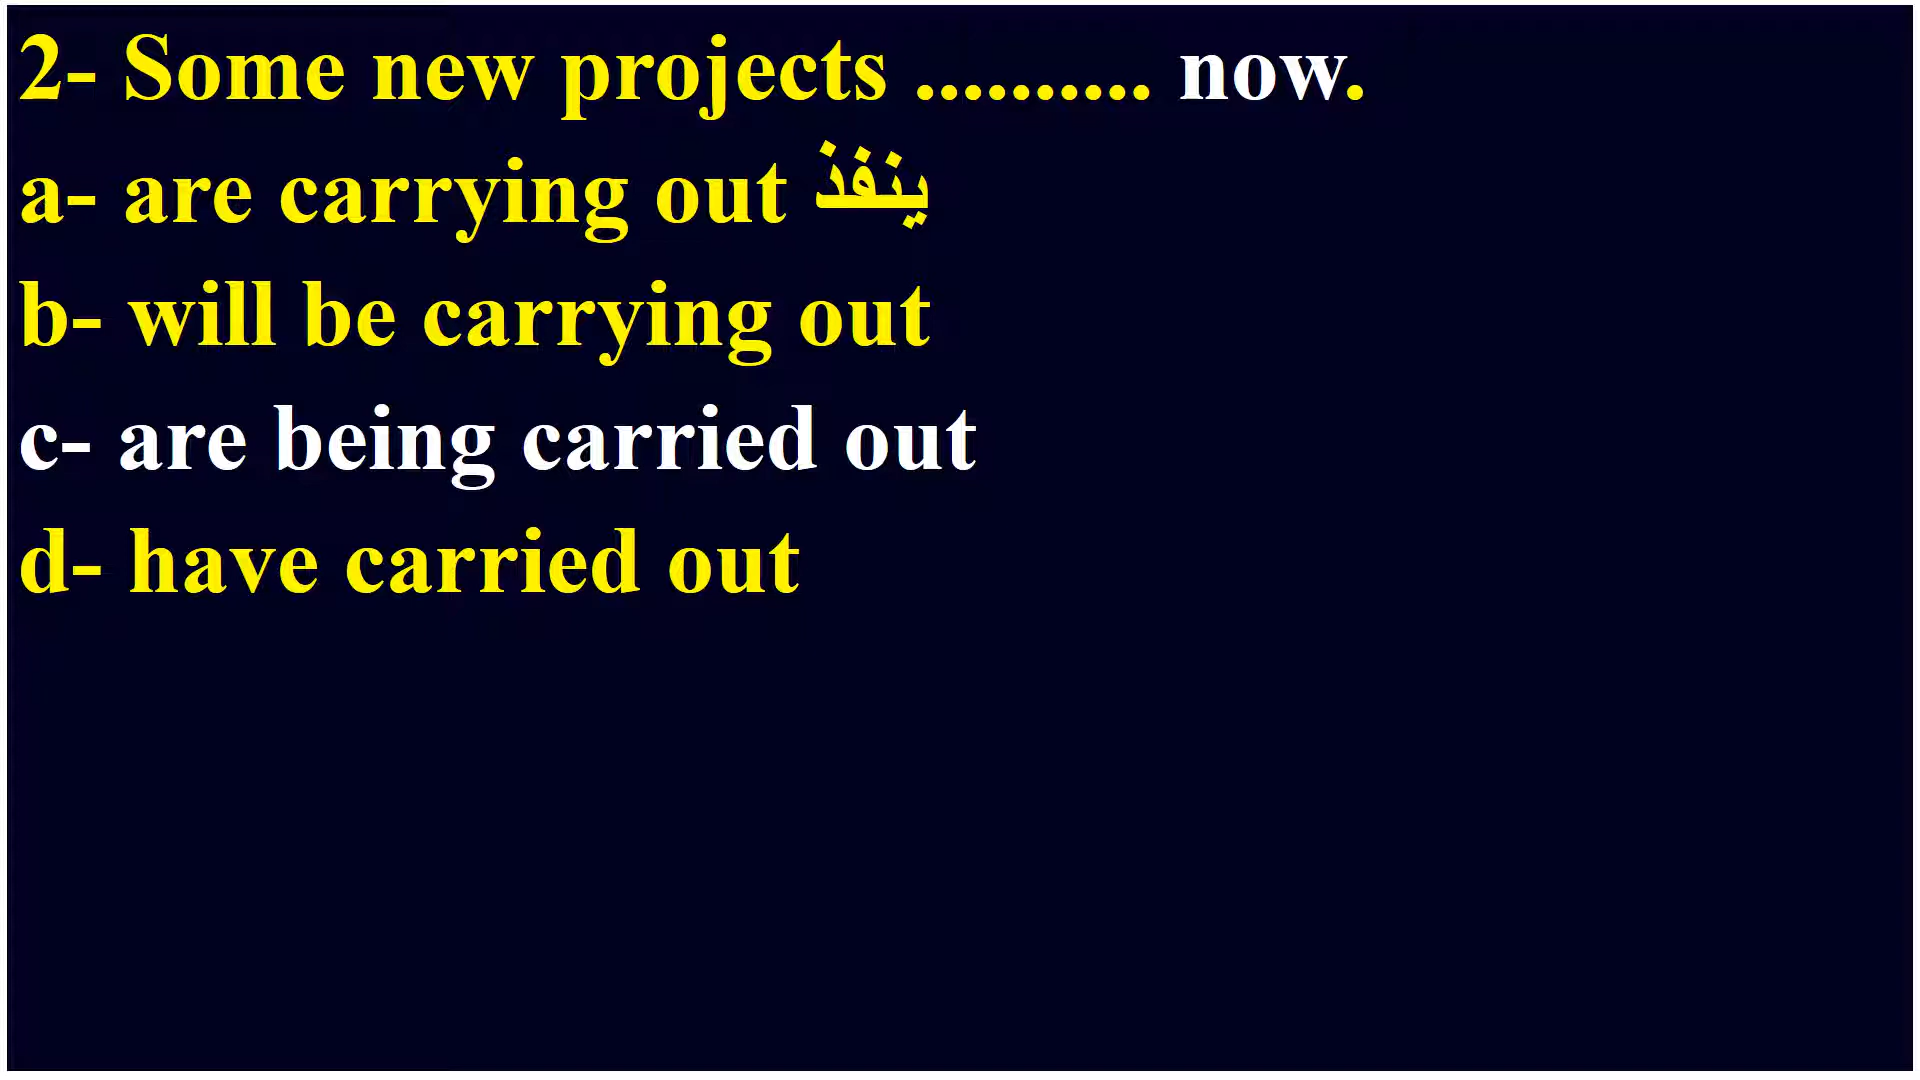 2- Some new projects .......... now.
a- are carrying out ينفذ
b- will be carrying out
c- are being carried out
d- have carried out